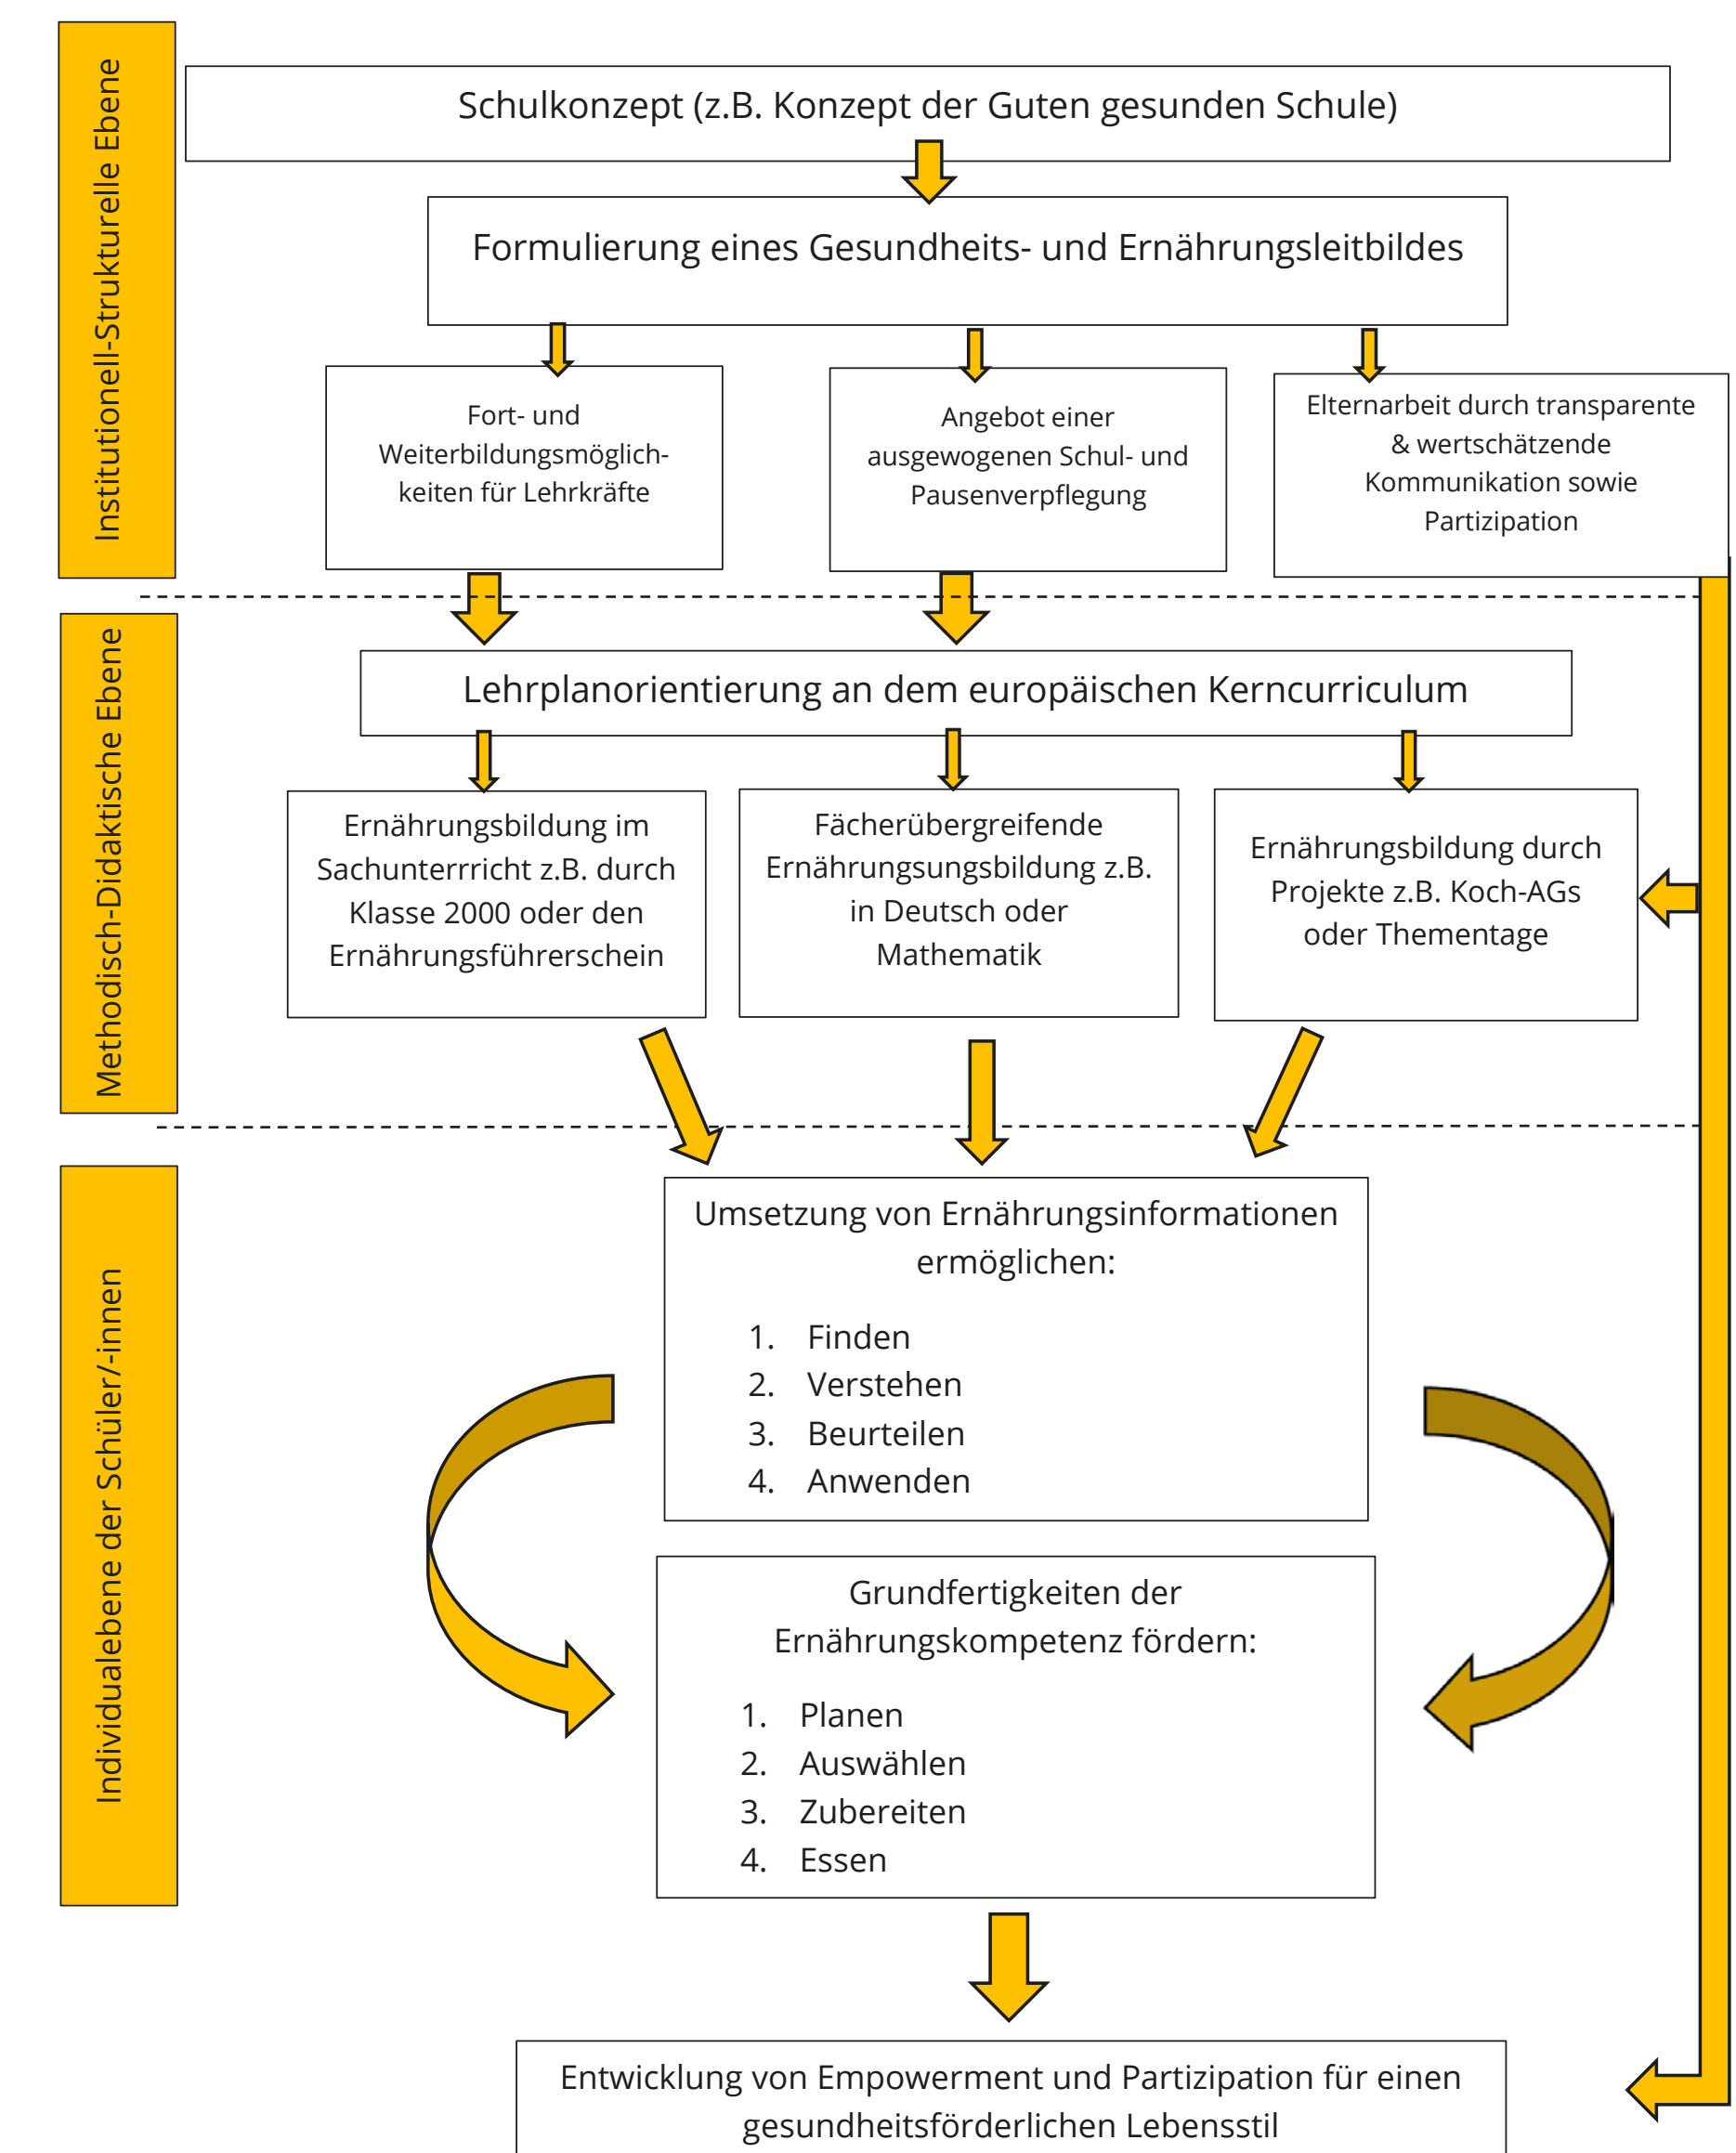 Institutionell-Strukturelle Ebene
Schulkonzept (z.B. Konzept der Guten gesunden Schule)
Formulierung eines Gesundheits- und Ernährungsleitbildes
Fort- und
Weiterbildungsmöglich-
keiten für Lehrkräfte
Angebot einer
ausgewogenen Schul- und
Pausenverpflegung
Elternarbeit durch transparente
& wertschätzende
Kommunikation sowie
Partizipation
Methodisch-Didaktische Ebene
Lehrplanorientierung an dem europäischen Kerncurriculum
Ernährungsbildung im
Sachunterrricht z.B. durch
Klasse 2000 oder den
Ernährungsführerschein
Fächerübergreifende
Ernährungsungsbildung z.B.
in Deutsch oder
Mathematik
Ernährungsbildung durch
Projekte z.B. Koch-AGs
oder Thementage
Individualebene der Schüler/-innen
Umsetzung von Ernährungsinformationen
ermöglichen:
1. Finden
2. Verstehen
3. Beurteilen
4. Anwenden
Grundfertigkeiten der
Ernährungskompetenz fördern:
1. Planen
2. Auswählen
3. Zubereiten
4. Essen
Entwicklung von Empowerment und Partizipation für einen
gesundheitsförderlichen Lebensstil